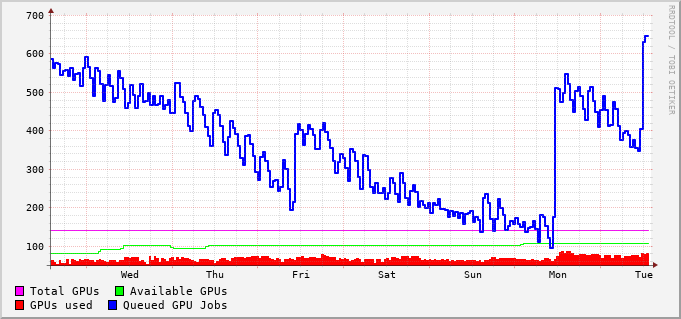 700
600
500
400
300
200
100
Wed Thu Fri Sat Sun Mon Tue
Total GPUs Available GPUs
GPUs used Queued GPU Jobs
RRDTOOL / TOBI OETIKER